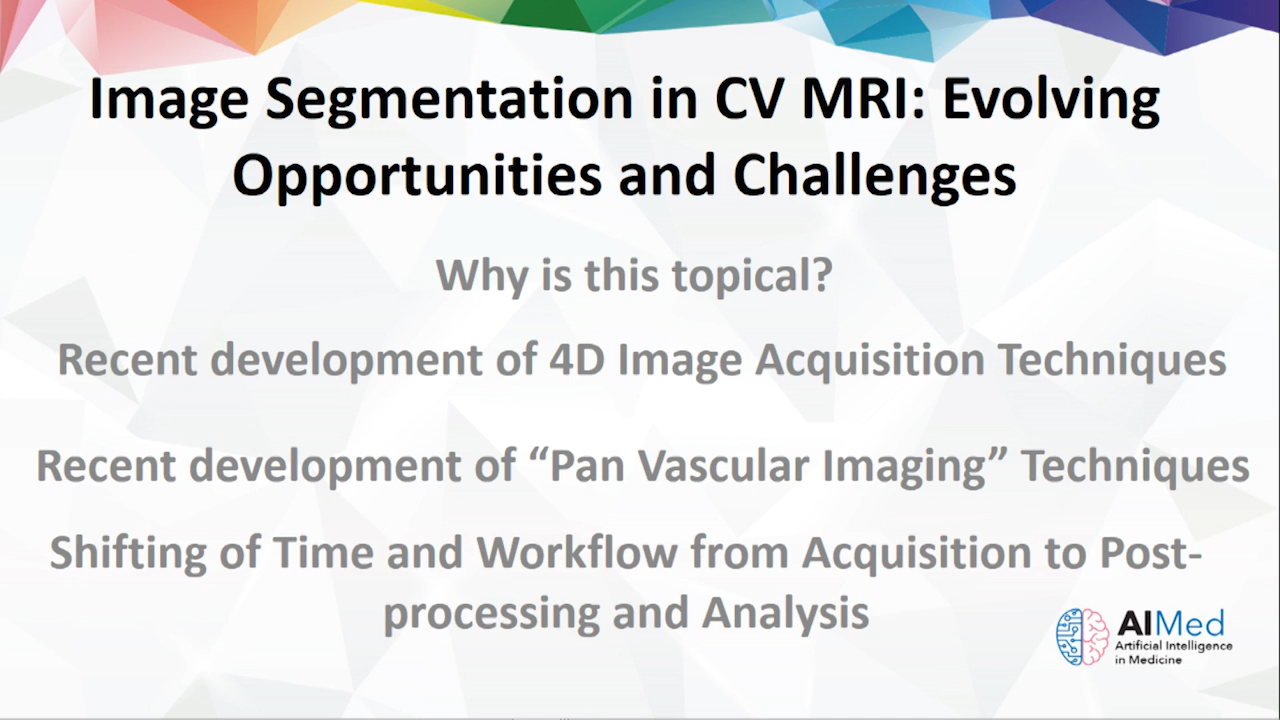 Image Segmentation in CV MRI: Evolving
Opportunities and Challenges
Why is this topical?
Recent development of 4D Image Acquisition Techniques
Recent development of “Pan Vascular Imaging” Techniques
Shifting of Time and Workflow from Acquisition to Post-
processing and Analysis
AIMed
Artificial Intelligence
in Medicine